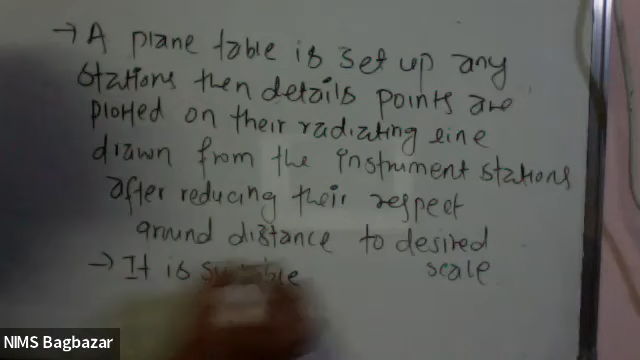 → A plane table is set up any
stations then details points are
plotted on their radiating line
drawn from the instrument stations
after reducing their respect
ground distance to desired
scale
→ It is suitable
NIMS Bagbazar